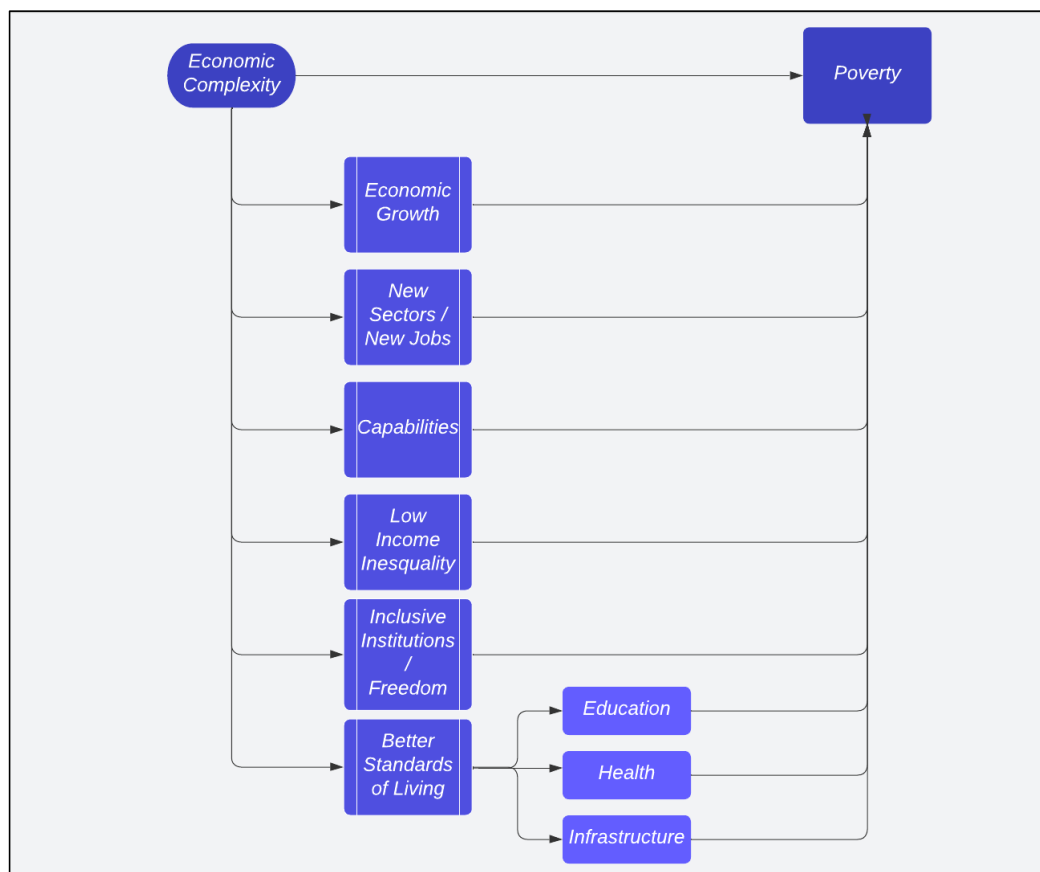 Economic
Complexity
Poverty
Economic
Growth
New
Sectors /
New Jobs
Capabilities
Low
Income
Inesquality
Inclusive
Institutions
/
Freedom
Better
Standards
of Living
Education
Health
Infrastructure